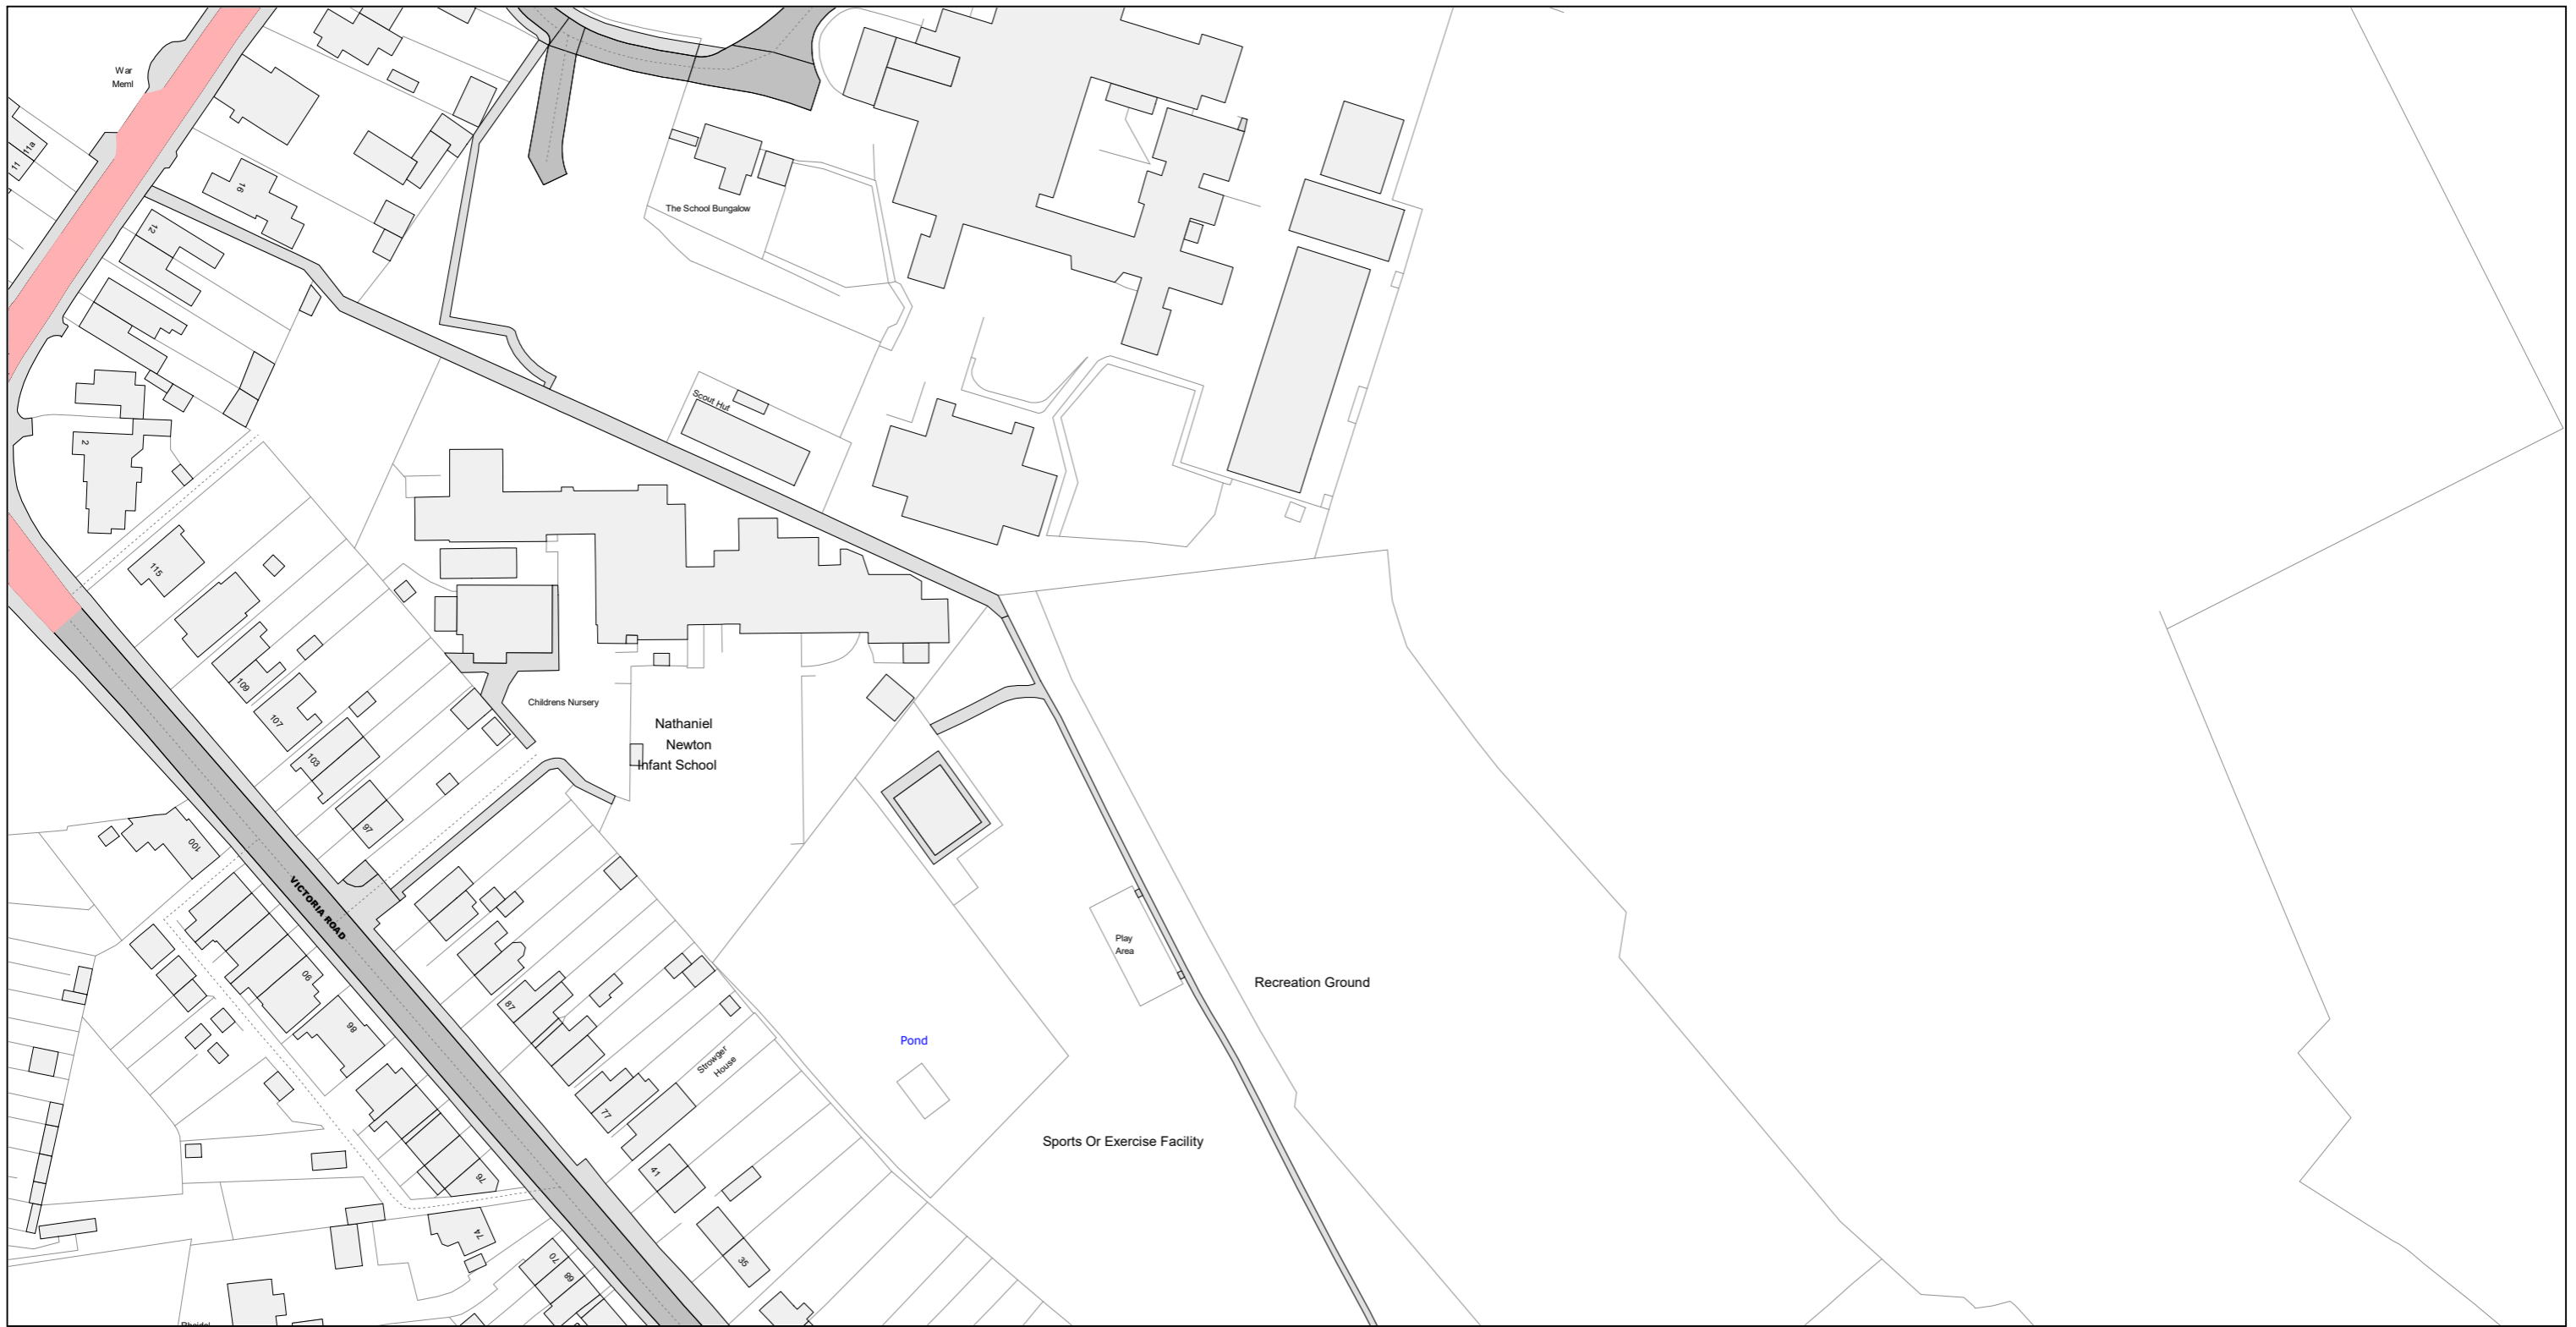 War
Meml
11a
11
16
12
The School Bungalow
Scout Hut
2
115
109
107
103
97
Childrens Nursery
Nathaniel
Newton
Infant School
100
VICTORIA ROAD
90
86
87
77
Strowger
House
Play
Area
Recreation Ground
Pond
Sports Or Exercise Facility
41
76
74
35
70
68